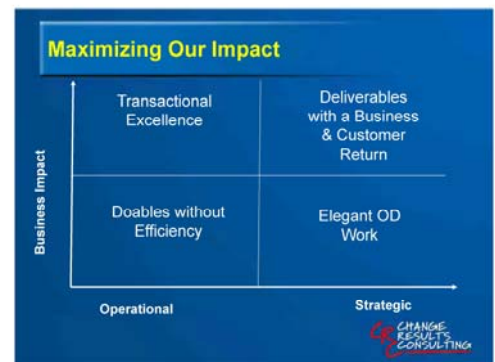 Maximizing Our Impact
Transactional
Excellence
Deliverables
with a Business
& Customer
Return
Business Impact
Doables without
Efficiency
Elegant OD
Work
Operational
Strategic
CRC CHANGE
RESULTS
CONSULTING